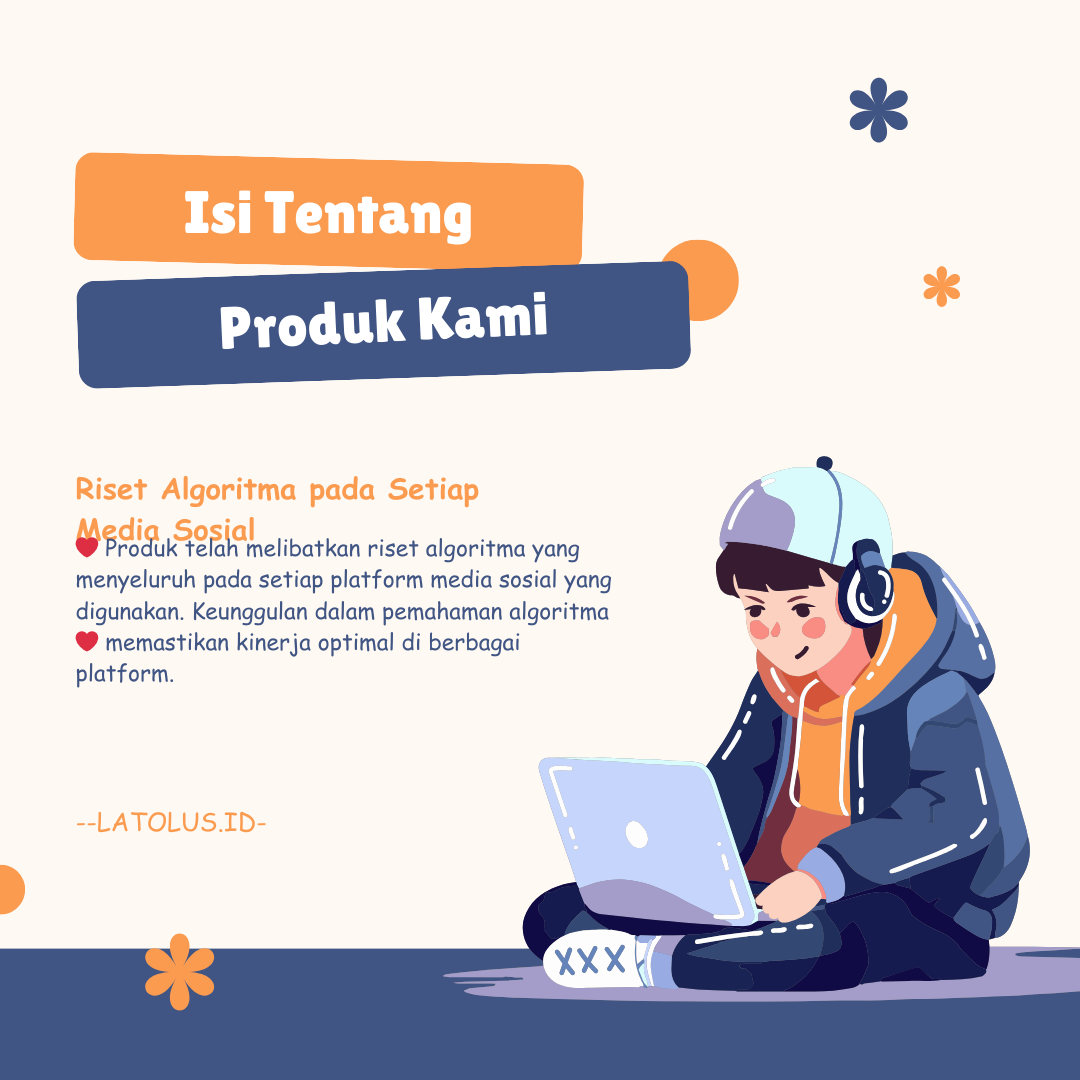 Isi Tentang
Produk Kami
Riset Algoritma pada Setiap
Media Sosial
❤️ Produk telah melibatkan riset algoritma yang
menyeluruh pada setiap platform media sosial yang
digunakan. Keunggulan dalam pemahaman algoritma
❤️ memastikan kinerja optimal di berbagai
platform.
--LATOLUS.ID-